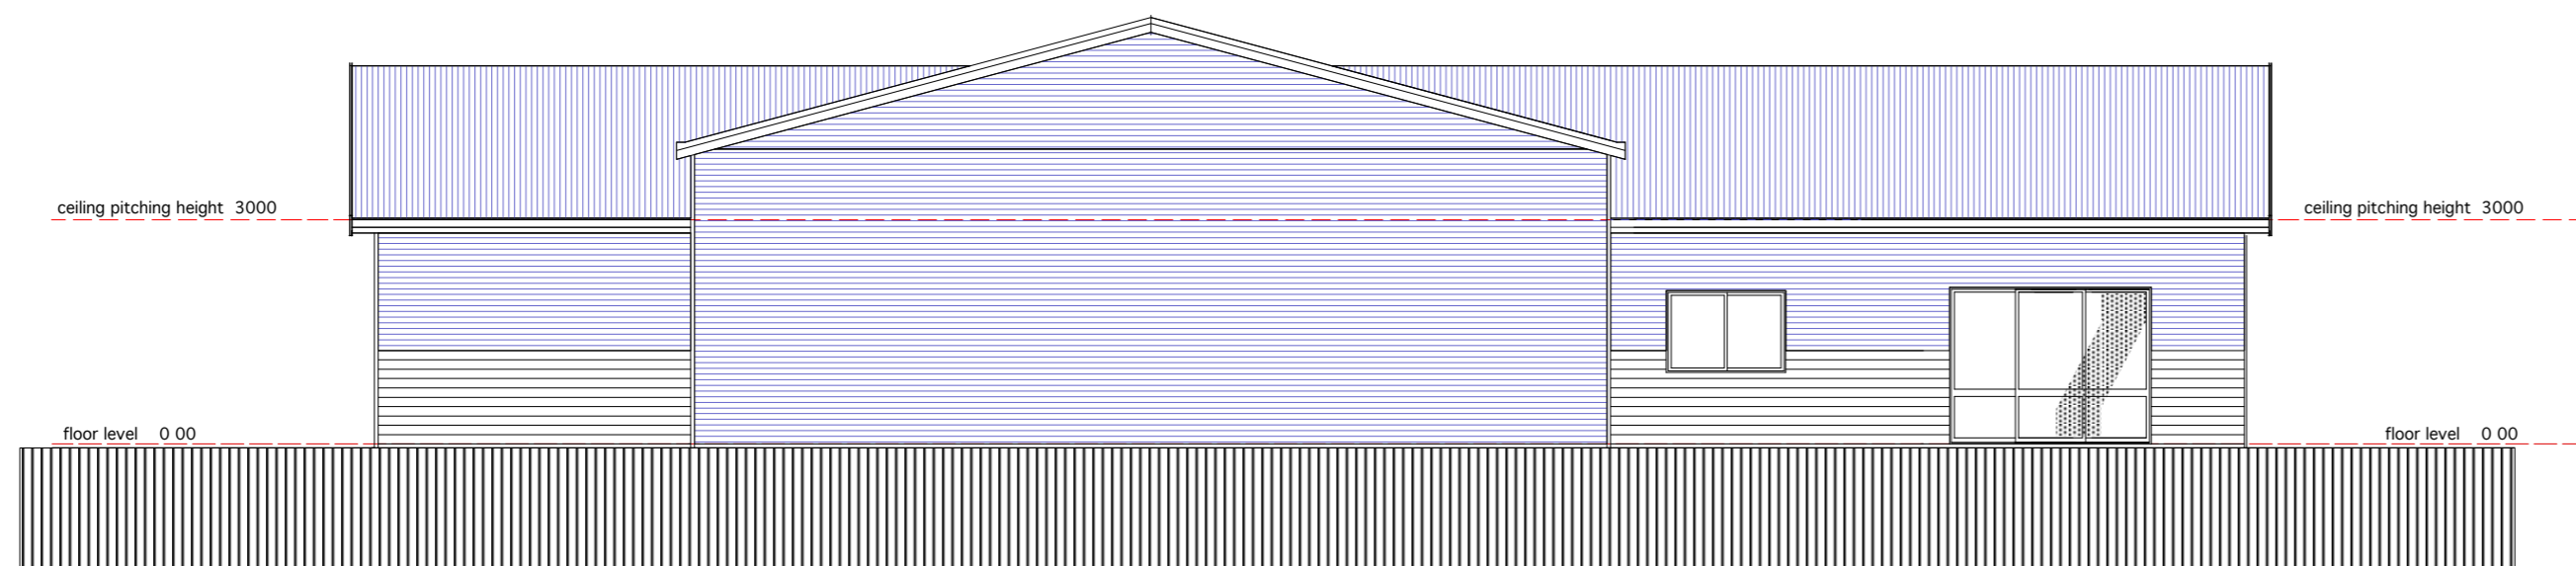 ceiling pitching height 3000
ceiling pitching height 3000
floor level 0 00
floor level 0 00